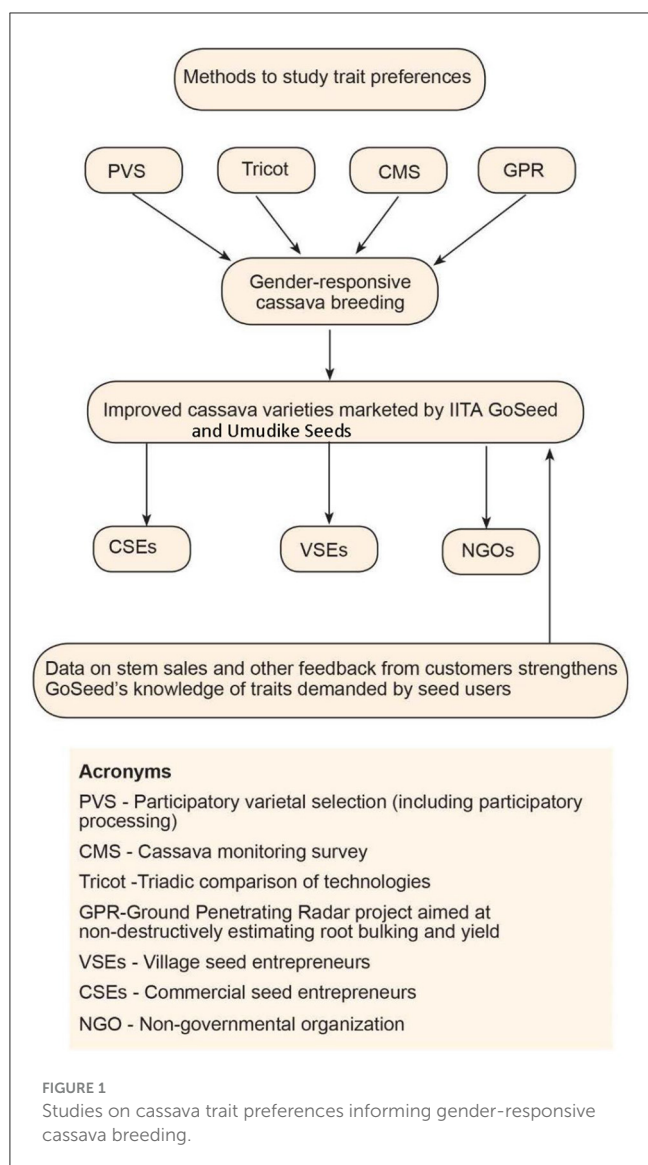 Methods to study trait preferences
PVS
Tricot
CMS
GPR
Gender-responsive
cassava breeding
Improved cassava varieties marketed by IITA GoSeed
and Umudike Seeds
CSEs
VSEs
NGOs
Data on stem sales and other feedback from customers strengthens
GoSeed's knowledge of traits demanded by seed users
Acronyms
PVS - Participatory varietal selection (including participatory
processing)
CMS - Cassava monitoring survey
Tricot -Triadic comparison of technologies
GPR-Ground Penetrating Radar project aimed at
non-destructively estimating root bulking and yield
VSEs - Village seed entrepreneurs
CSEs - Commercial seed entrepreneurs
NGO - Non-governmental organization
FIGURE 1
Studies on cassava trait preferences informing gender-responsive
cassava breeding.